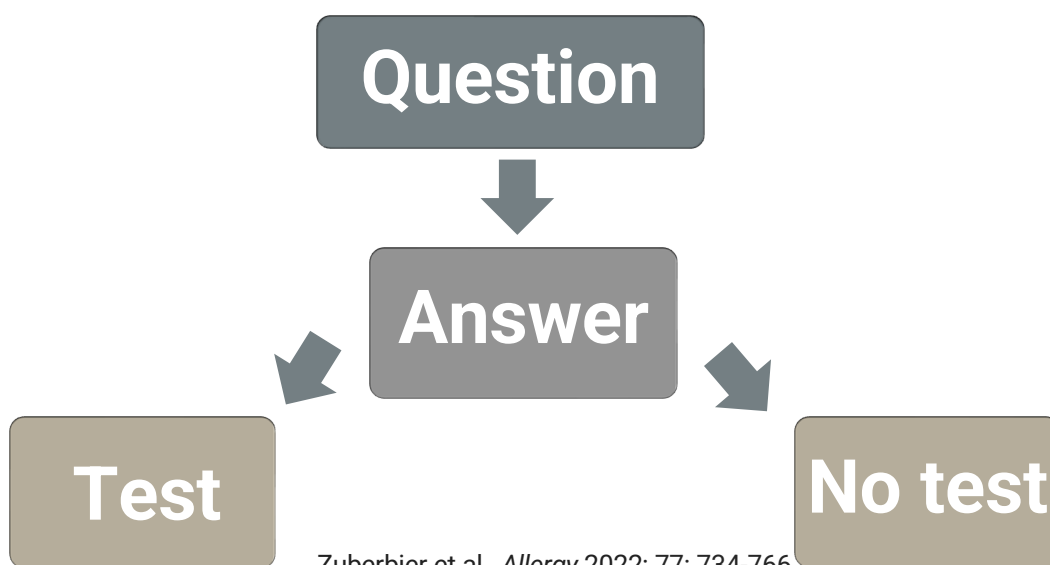 Question
Answer
Test
No test
Zuberbier et al., Allergy 2022; 77: 734-766